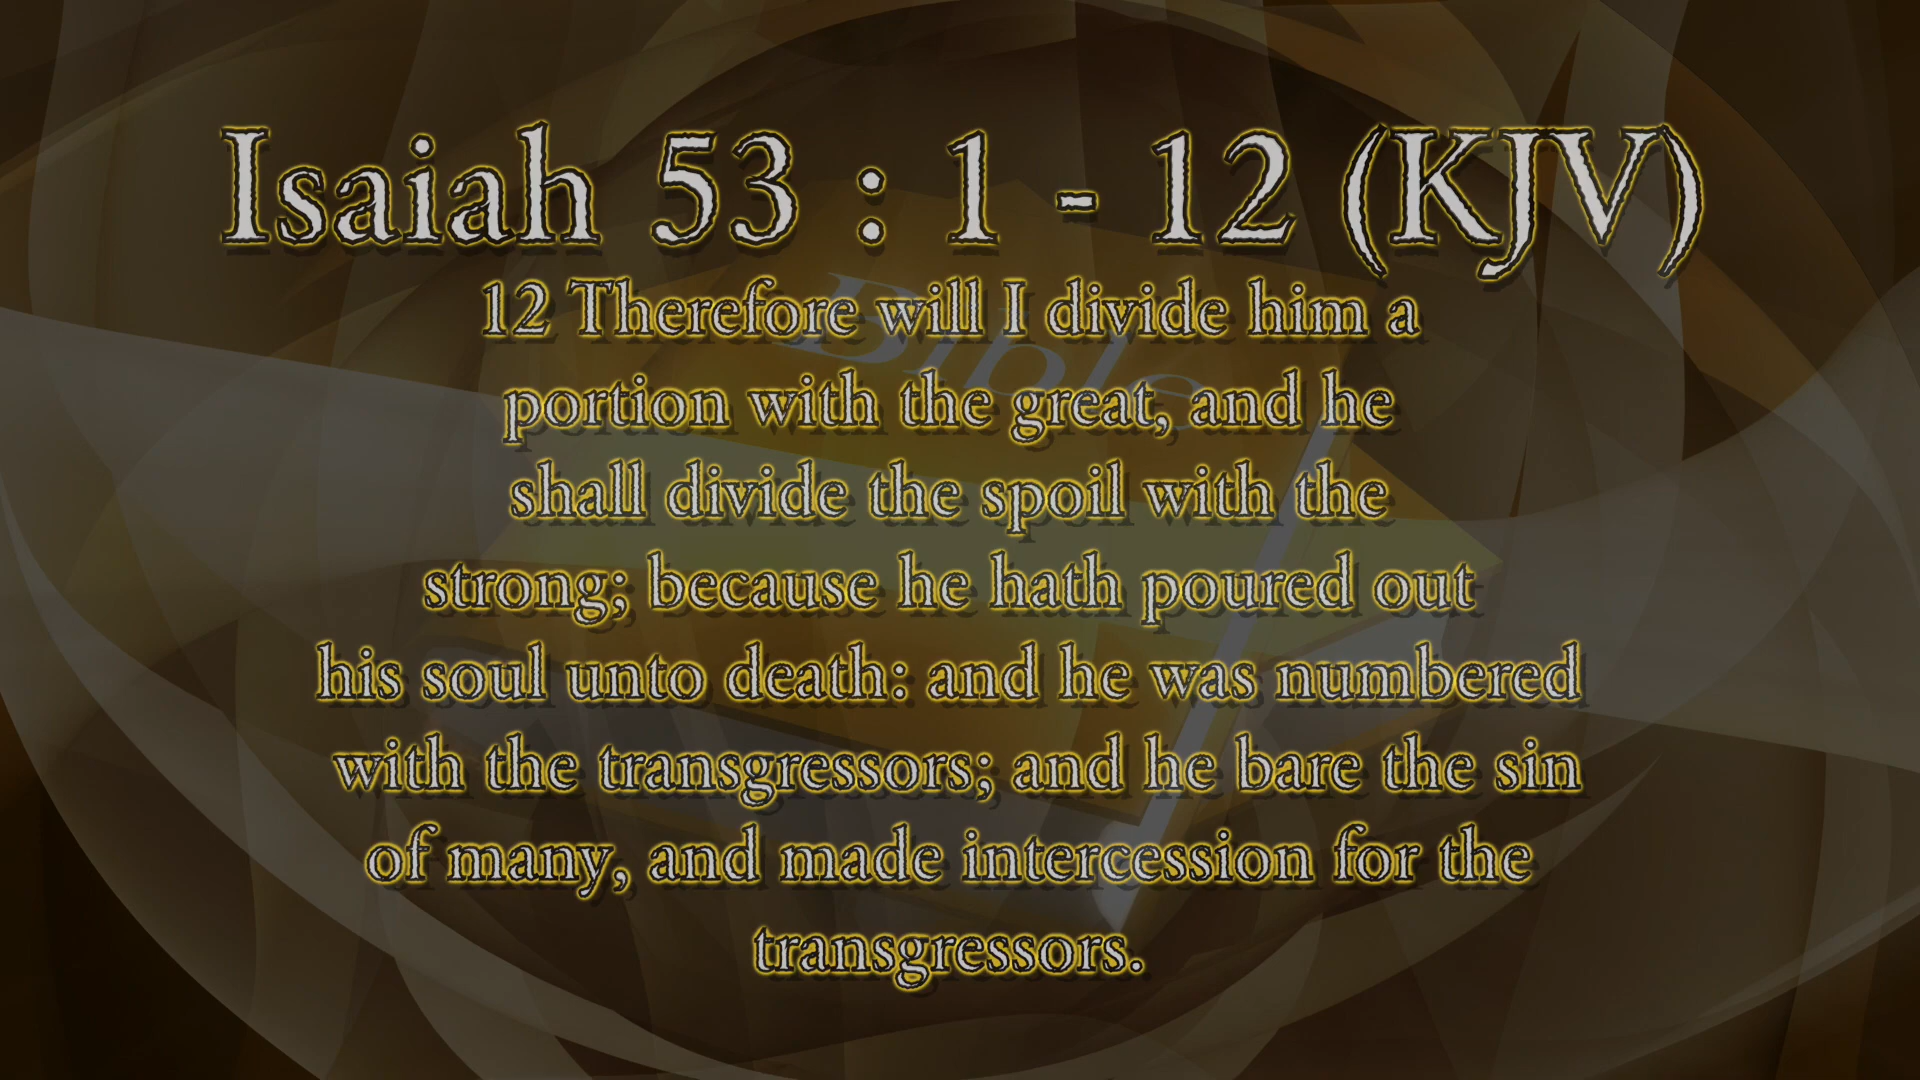 Isaiah 53 : 1 - 12 (KJV)
Bible
12 Therefore will I divide him a
portion with the great, and he
shall divide the spoil with the
strong; because he hath poured out
his soul unto death: and he was numbered
with the transgressors; and he bare the sin
of many, and made intercession for the
transgressors.